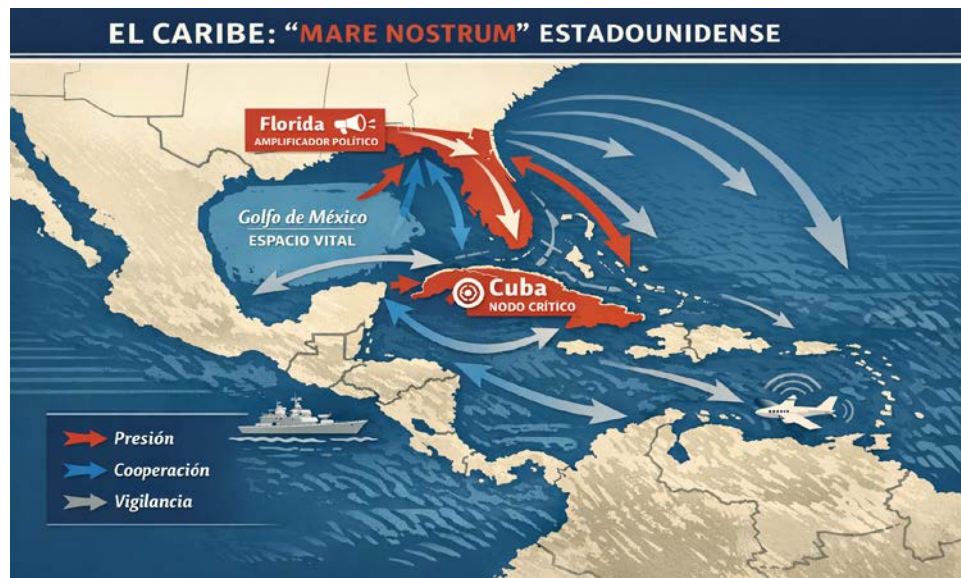 EL CARIBE: “MARE NOSTRUM” ESTADOUNIDENSE
Florida
AMPLIFICADOR POLÍTICO
Golfo de México
ESPACIO VITAL
Cuba
NODO CRÍTICO
Presión
Cooperación
Vigilancia